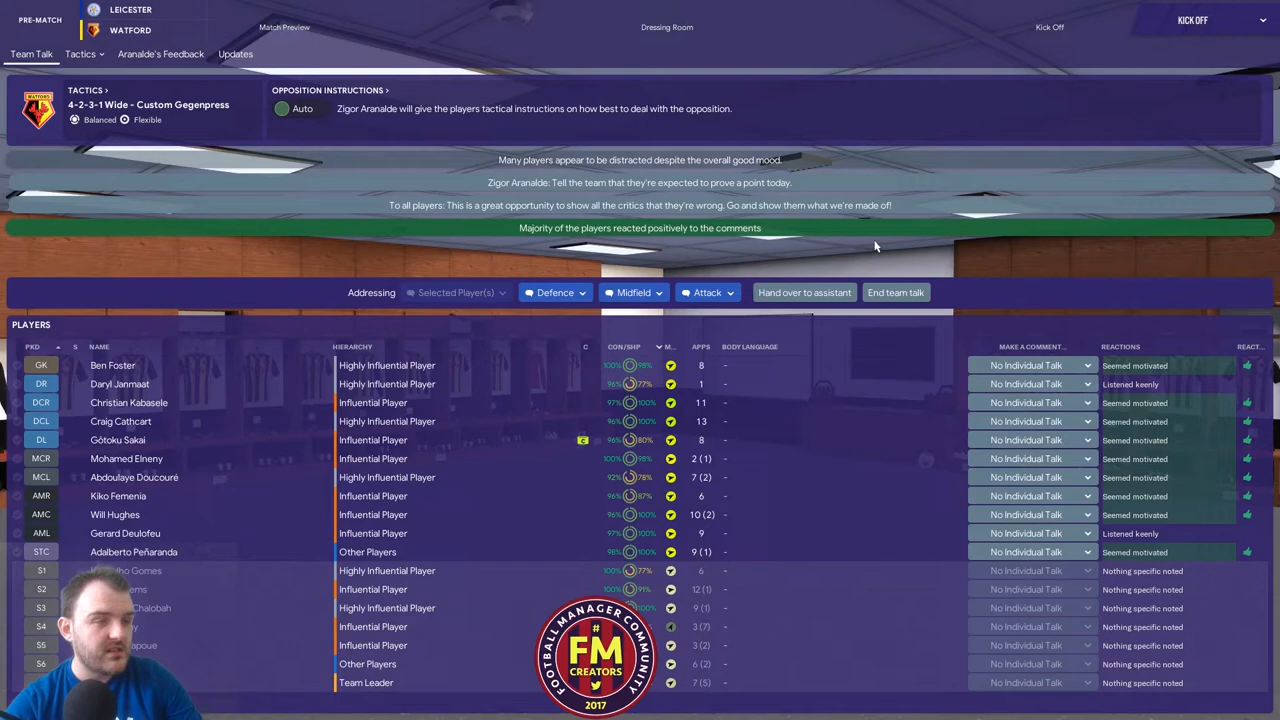 PRE-MATCH
LEICESTER
WATFORD
Match Preview
Dressing Room
Kick Off
KICK OFF
Team Talk
Tactics
Aranalde's Feedback
Updates
TACTICS >
4-2-3-1 Wide - Custom Gegenpress
Balanced
Flexible
OPPOSITION INSTRUCTIONS >
Auto
Zigor Aranalde will give the players tactical instructions on how best to deal with the opposition.
Many players appear to be distracted despite the overall good mood.
Zigor Aranalde: Tell the team that they're expected to prove a point today.
To all players: This is a great opportunity to show all the critics that they're wrong. Go and show them what we're made of!
Majority of the players reacted positively to the comments
Addressing
Selected Player(s)
Defence
Midfield
Attack
Hand over to assistant
End team talk
PLAYERS
PKD S NAME HIERARCHY C CON/SHP M... APPS BODY LANGUAGE MAKE A COMMENT... REACTIONS REACT...
GK Ben Foster Highly Influential Player 100% 98% 8 - No Individual Talk Seemed motivated
DR Daryl Janmaat Highly Influential Player 96% 77% 1 - No Individual Talk Listened keenly
DCR Christian Kabasele Influential Player 97% 100% 11 - No Individual Talk Seemed motivated
DCL Craig Cathcart Highly Influential Player 96% 100% 13 - No Individual Talk Seemed motivated
DL Gōtoku Sakai Influential Player C 96% 80% 8 - No Individual Talk Seemed motivated
MCR Mohamed Elneny Influential Player 100% 98% 2 (1) - No Individual Talk Seemed motivated
MCL Abdoulaye Doucouré Highly Influential Player 92% 78% 7 (2) - No Individual Talk Seemed motivated
AMR Kiko Femenía Influential Player 96% 87% 6 - No Individual Talk Seemed motivated
AMC Will Hughes Influential Player 96% 100% 10 (2) - No Individual Talk Seemed motivated
AML Gerard Deulofeu Influential Player 97% 100% 9 - No Individual Talk Listened keenly
STC Adalberto Peñaranda Other Players 98% 100% 9 (1) - No Individual Talk Seemed motivated
S1 Gomes Highly Influential Player 100% 77% 6 - No Individual Talk Nothing specific noted
S2 Influential Player 100% 91% 12 (1) - No Individual Talk Nothing specific noted
S3 Chalobah Highly Influential Player 100% 9 (1) - No Individual Talk Nothing specific noted
S4 Influential Player 3 (7) - No Individual Talk Nothing specific noted
S5 Influential Player 3 (2) - No Individual Talk Nothing specific noted
S6 Other Players 6 (2) - No Individual Talk Nothing specific noted
Team Leader 7 (5) - No Individual Talk Nothing specific noted
FOOTBALL MANAGER COMMUNITY
#
FM
CREATORS
2017